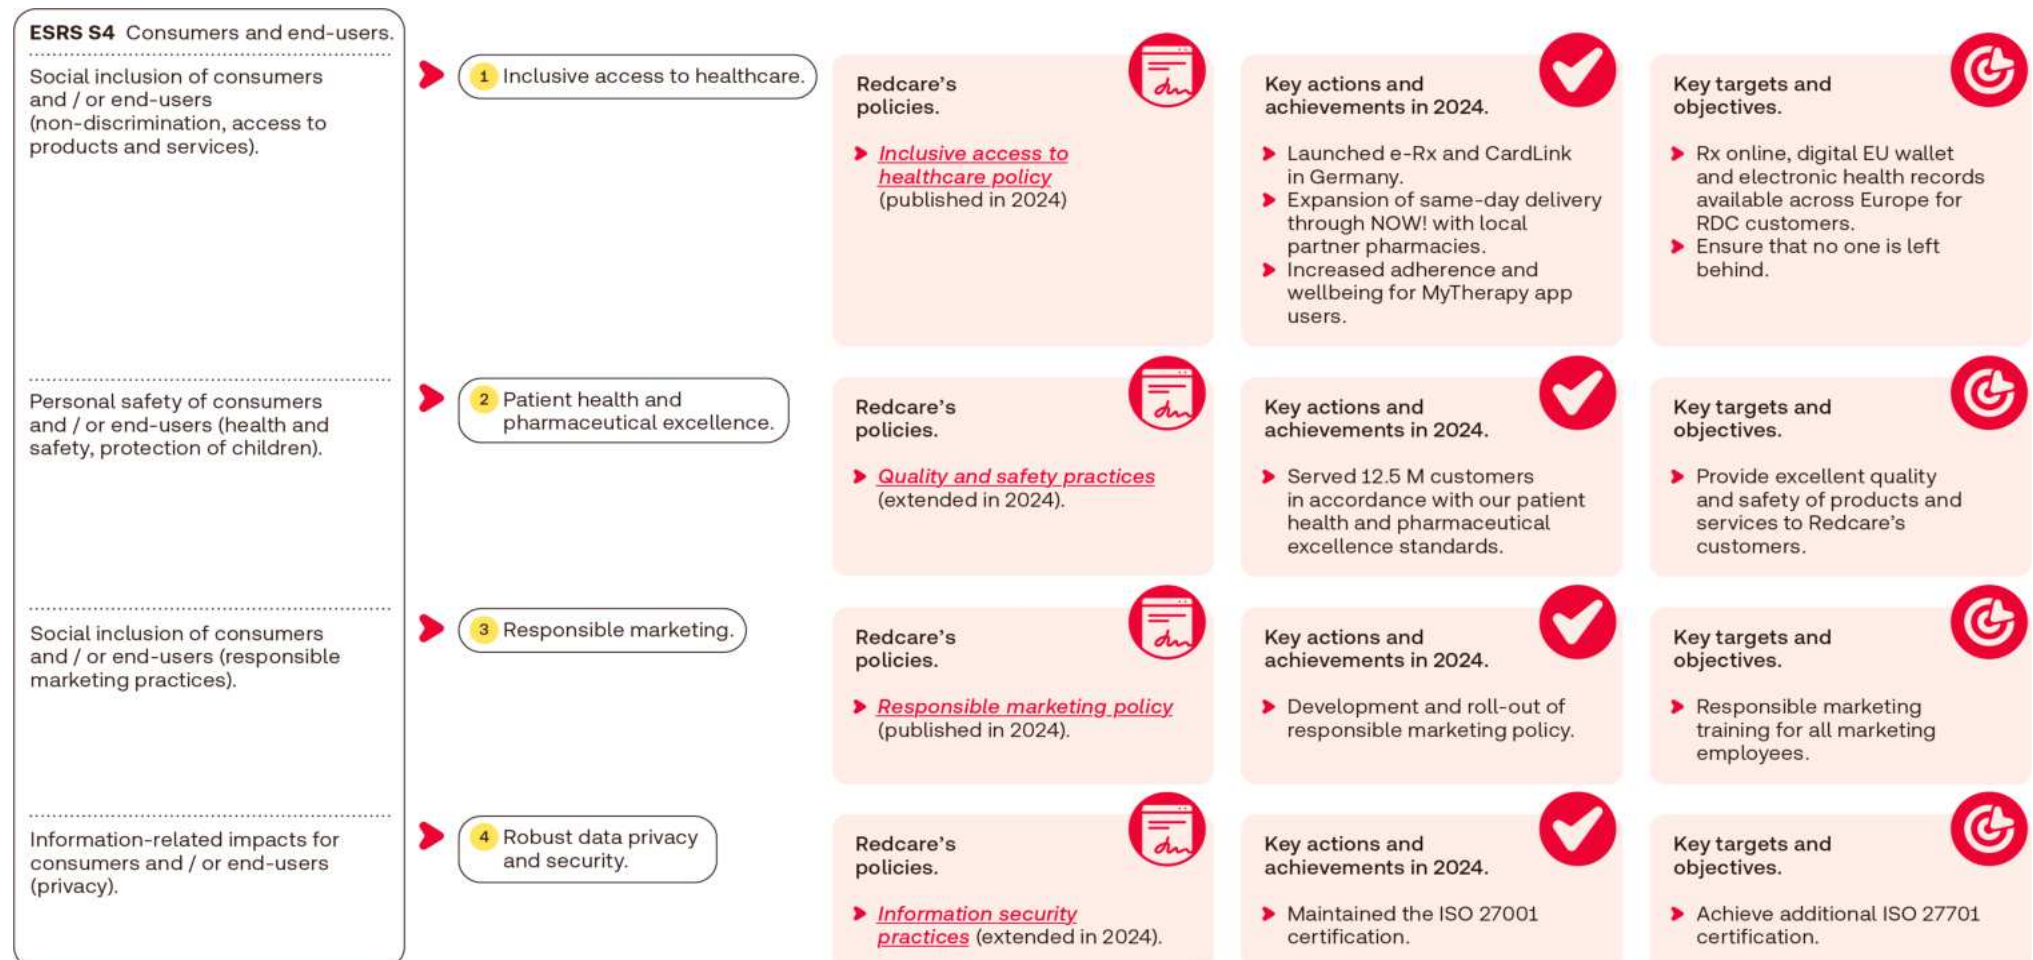 ESRS S4 Consumers and end-users.
Social inclusion of consumers
and / or end-users
(non-discrimination, access to
products and services).
1 Inclusive access to healthcare.
Redcare's
policies.
Inclusive access to
healthcare policy
(published in 2024)
Key actions and
achievements in 2024.
Launched e-Rx and CardLink
in Germany.
Expansion of same-day delivery
through NOW! with local
partner pharmacies.
Increased adherence and
wellbeing for MyTherapy app
users.
Key targets and
objectives.
Rx online, digital EU wallet
and electronic health records
available across Europe for
RDC customers.
Ensure that no one is left
behind.
Personal safety of consumers
and / or end-users (health and
safety, protection of children).
2 Patient health and
pharmaceutical excellence.
Redcare's
policies.
Quality and safety practices
(extended in 2024).
Key actions and
achievements in 2024.
Served 12.5 M customers
in accordance with our patient
health and pharmaceutical
excellence standards.
Key targets and
objectives.
Provide excellent quality
and safety of products and
services to Redcare's
customers.
Social inclusion of consumers
and / or end-users (responsible
marketing practices).
3 Responsible marketing.
Redcare's
policies.
Responsible marketing policy
(published in 2024).
Key actions and
achievements in 2024.
Development and roll-out of
responsible marketing policy.
Key targets and
objectives.
Responsible marketing
training for all marketing
employees.
Information-related impacts for
consumers and / or end-users
(privacy).
4 Robust data privacy
and security.
Redcare's
policies.
Information security
practices (extended in 2024).
Key actions and
achievements in 2024.
Maintained the ISO 27001
certification.
Key targets and
objectives.
Achieve additional ISO 27701
certification.